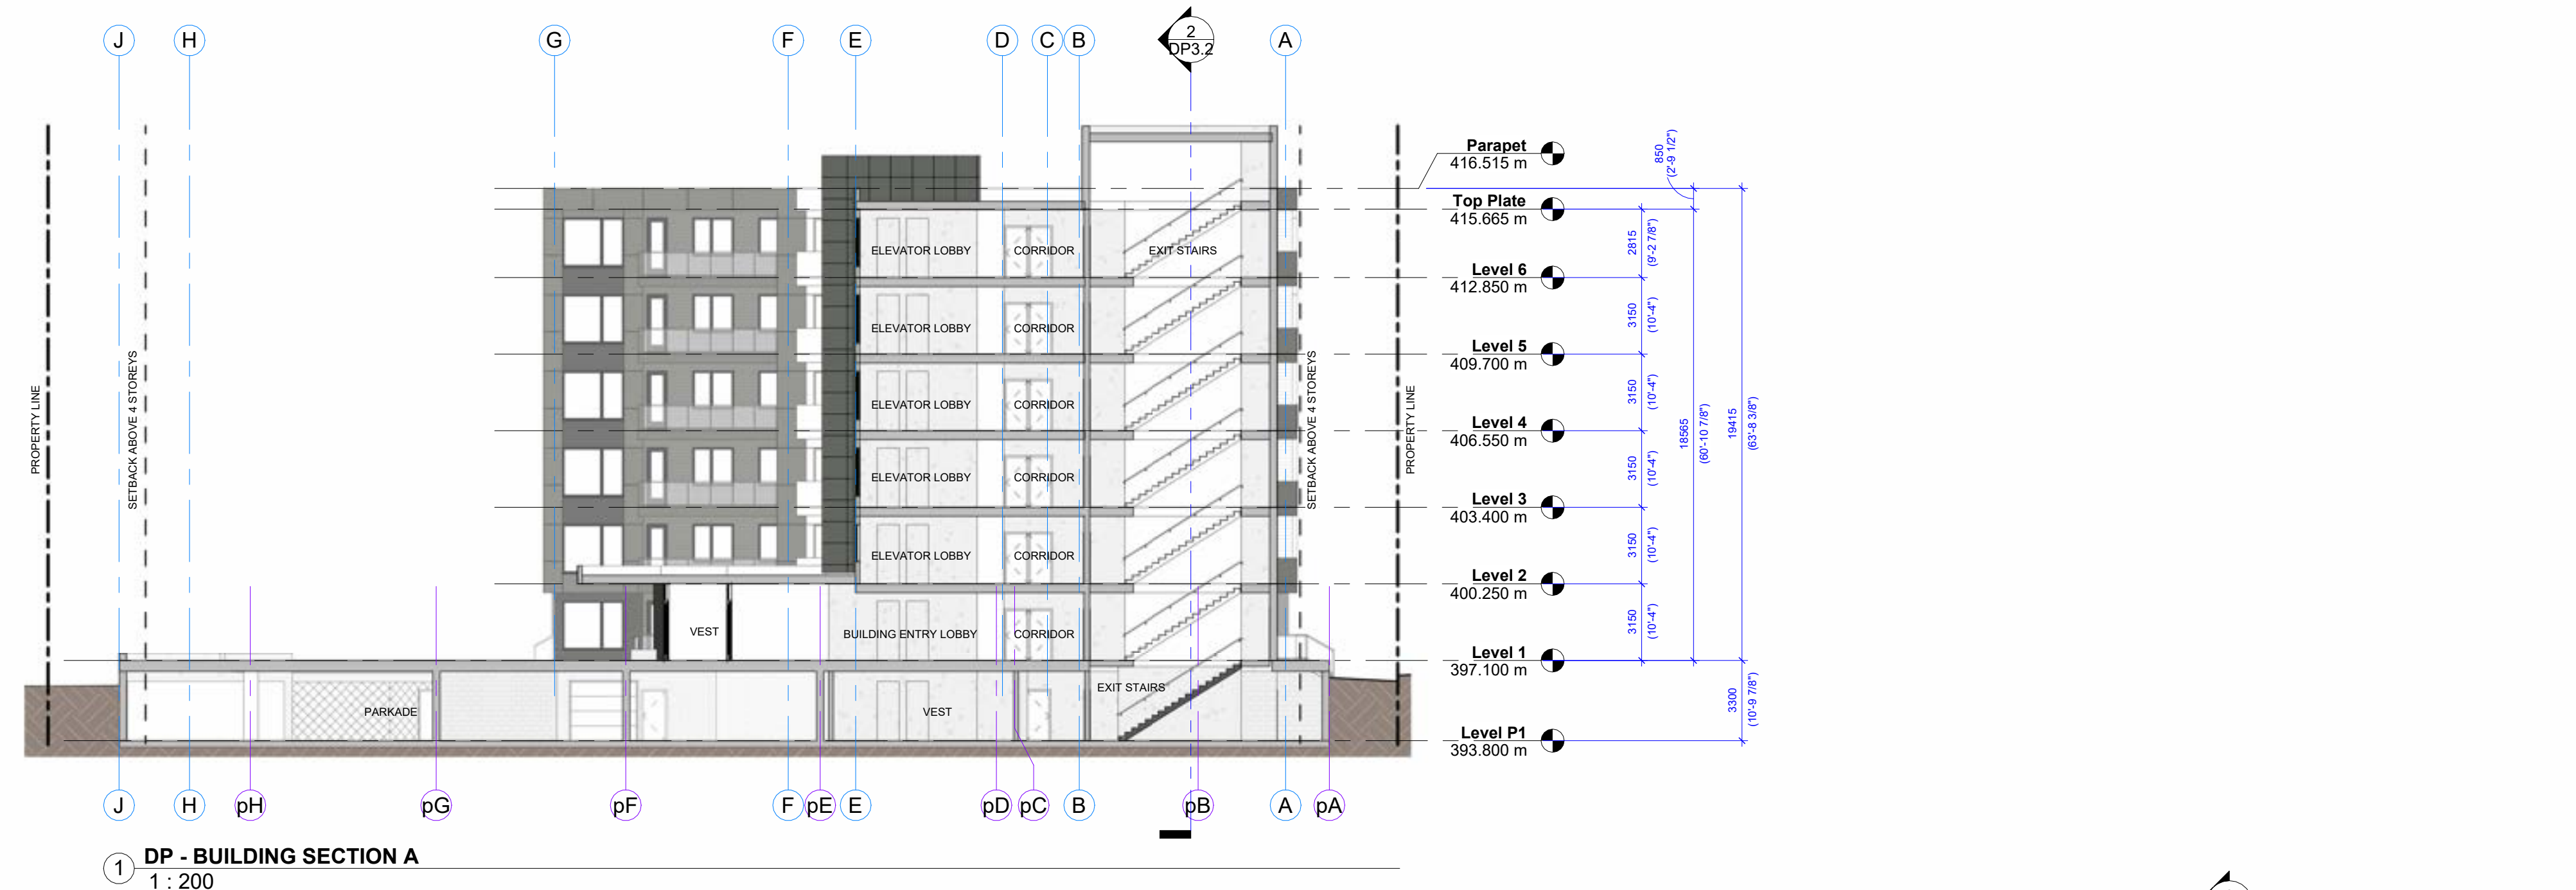 J H G F E D C B A
2
DP3.2
PROPERTY LINE
SETBACK ABOVE 4 STOREYS
SETBACK ABOVE 4 STOREYS
PROPERTY LINE
Parapet
416.515 m
Top Plate
415.665 m
Level 6
412.850 m
Level 5
409.700 m
Level 4
406.550 m
Level 3
403.400 m
Level 2
400.250 m
Level 1
397.100 m
Level P1
393.800 m
850
(2'-9 1/2")
2815
(9'-2 7/8")
3150
(10'-4")
3150
(10'-4")
3150
(10'-4")
3150
(10'-4")
3150
(10'-4")
3150
(10'-4")
18565
(60'-10 7/8")
19415
(63'-8 3/8")
3300
(10'-9 7/8")
ELEVATOR LOBBY CORRIDOR EXIT STAIRS
ELEVATOR LOBBY CORRIDOR
ELEVATOR LOBBY CORRIDOR
ELEVATOR LOBBY CORRIDOR
ELEVATOR LOBBY CORRIDOR
VEST BUILDING ENTRY LOBBY CORRIDOR
EXIT STAIRS
PARKADE VEST
J H pH pG pF F pE E pD pC B pB A pA
1 DP - BUILDING SECTION A
1 : 200